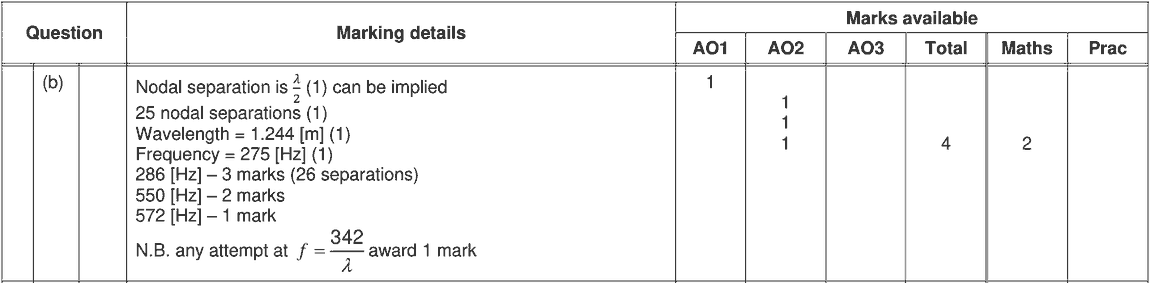 Question Marking details Marks available
AO1 AO2 AO3 Total Maths Prac
(b) Nodal separation is λ/2 (1) can be implied 1
25 nodal separations (1) 1
Wavelength = 1.244 [m] (1) 1
Frequency = 275 [Hz] (1) 1 4 2
286 [Hz] – 3 marks (26 separations)
550 [Hz] – 2 marks
572 [Hz] – 1 mark
N.B. any attempt at f = 342/λ award 1 mark